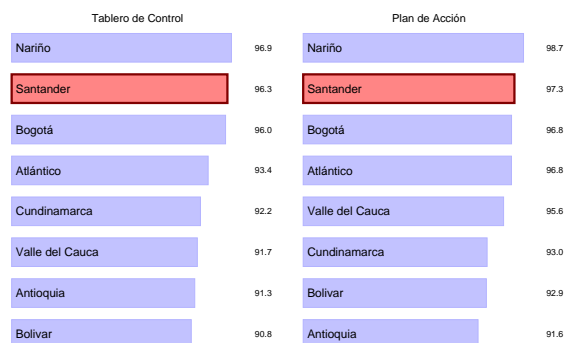 Tablero de Control
Nariño 96.9
Santander 96.3
Bogotá 96.0
Atlántico 93.4
Cundinamarca 92.2
Valle del Cauca 91.7
Antioquia 91.3
Bolivar 90.8
Plan de Acción
Nariño 98.7
Santander 97.3
Bogotá 96.8
Atlántico 96.8
Valle del Cauca 95.6
Cundinamarca 93.0
Bolivar 92.9
Antioquia 91.6